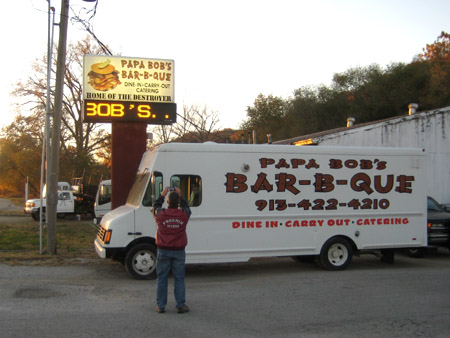 PAPA BOB'S
BAR-B-QUE
DINE IN-CARRY OUT
CATERING
HOME OF THE DESTROYER
BOB'S..
PAPA BOB'S
BAR-B-QUE
913-422-4210
DINE IN • CARRY OUT • CATERING